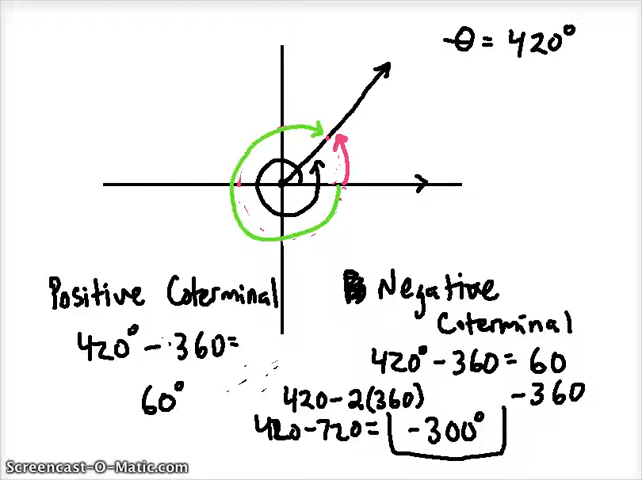 θ = 420°
Positive Coterminal
420° - 360 =
60°
Negative
Coterminal
420° - 360 = 60
- 360
420 - 2(360)
420 - 720 = -300°
Screencast-O-Matic.com